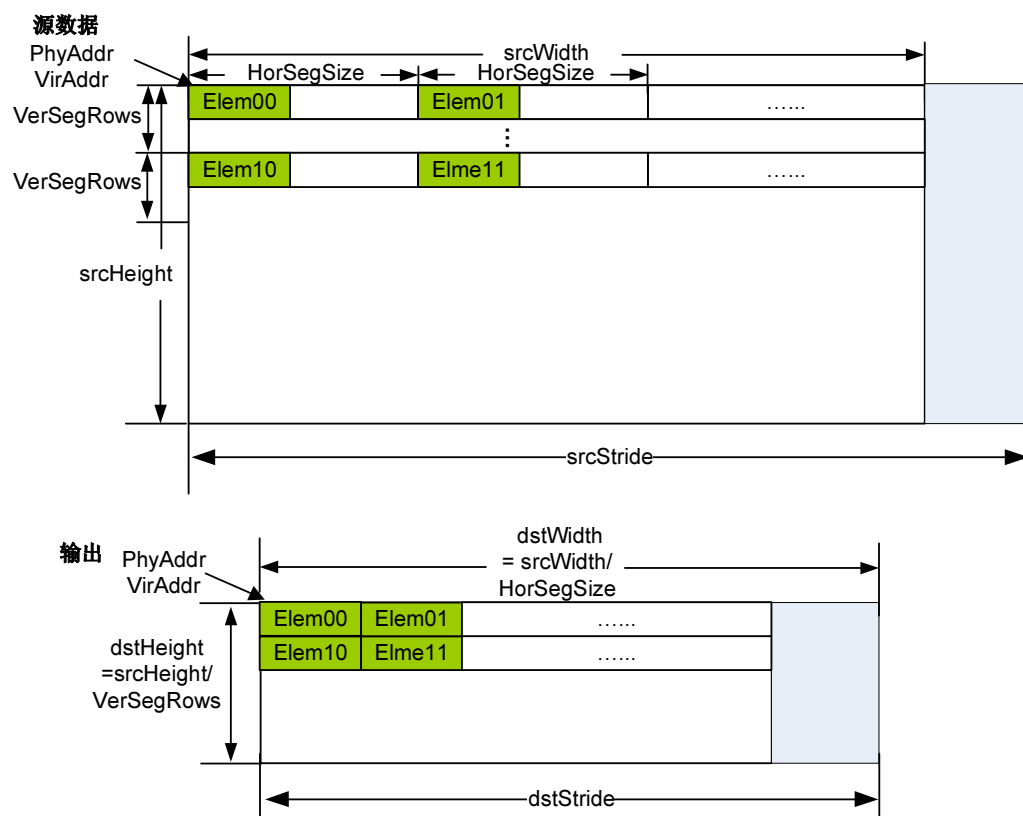 源数据
PhyAddr
VirAddr
srcWidth
HorSegSize
HorSegSize
VerSegRows
Elem00
Elem01
…...
⋮
VerSegRows
Elem10
Elme11
…...
srcHeight
srcStride
输出
PhyAddr
VirAddr
dstWidth
= srcWidth/
HorSegSize
dstHeight
=srcHeight/
VerSegRows
Elem00
Elem01
…...
Elem10
Elme11
…...
dstStride